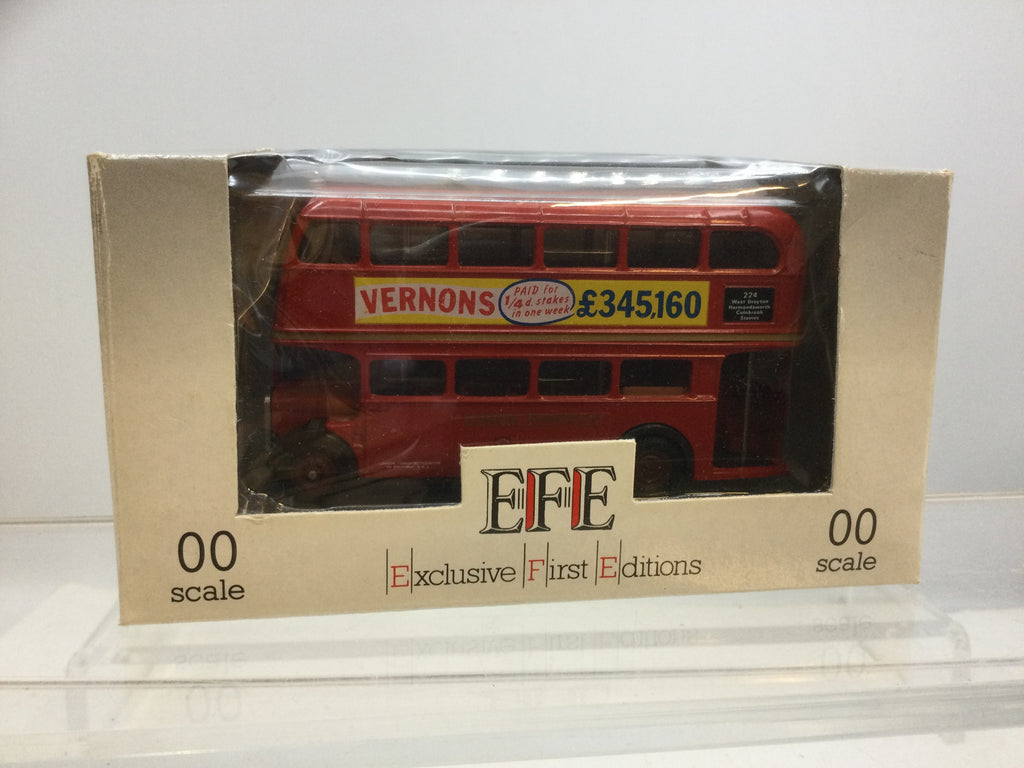 VERNONS
PAID for
1/4 d. stakes
in one week
£345,160
224
West Drayton
Harmondsworth
Colnbrook
Staines
EFE
Exclusive First Editions
00
scale
00
scale